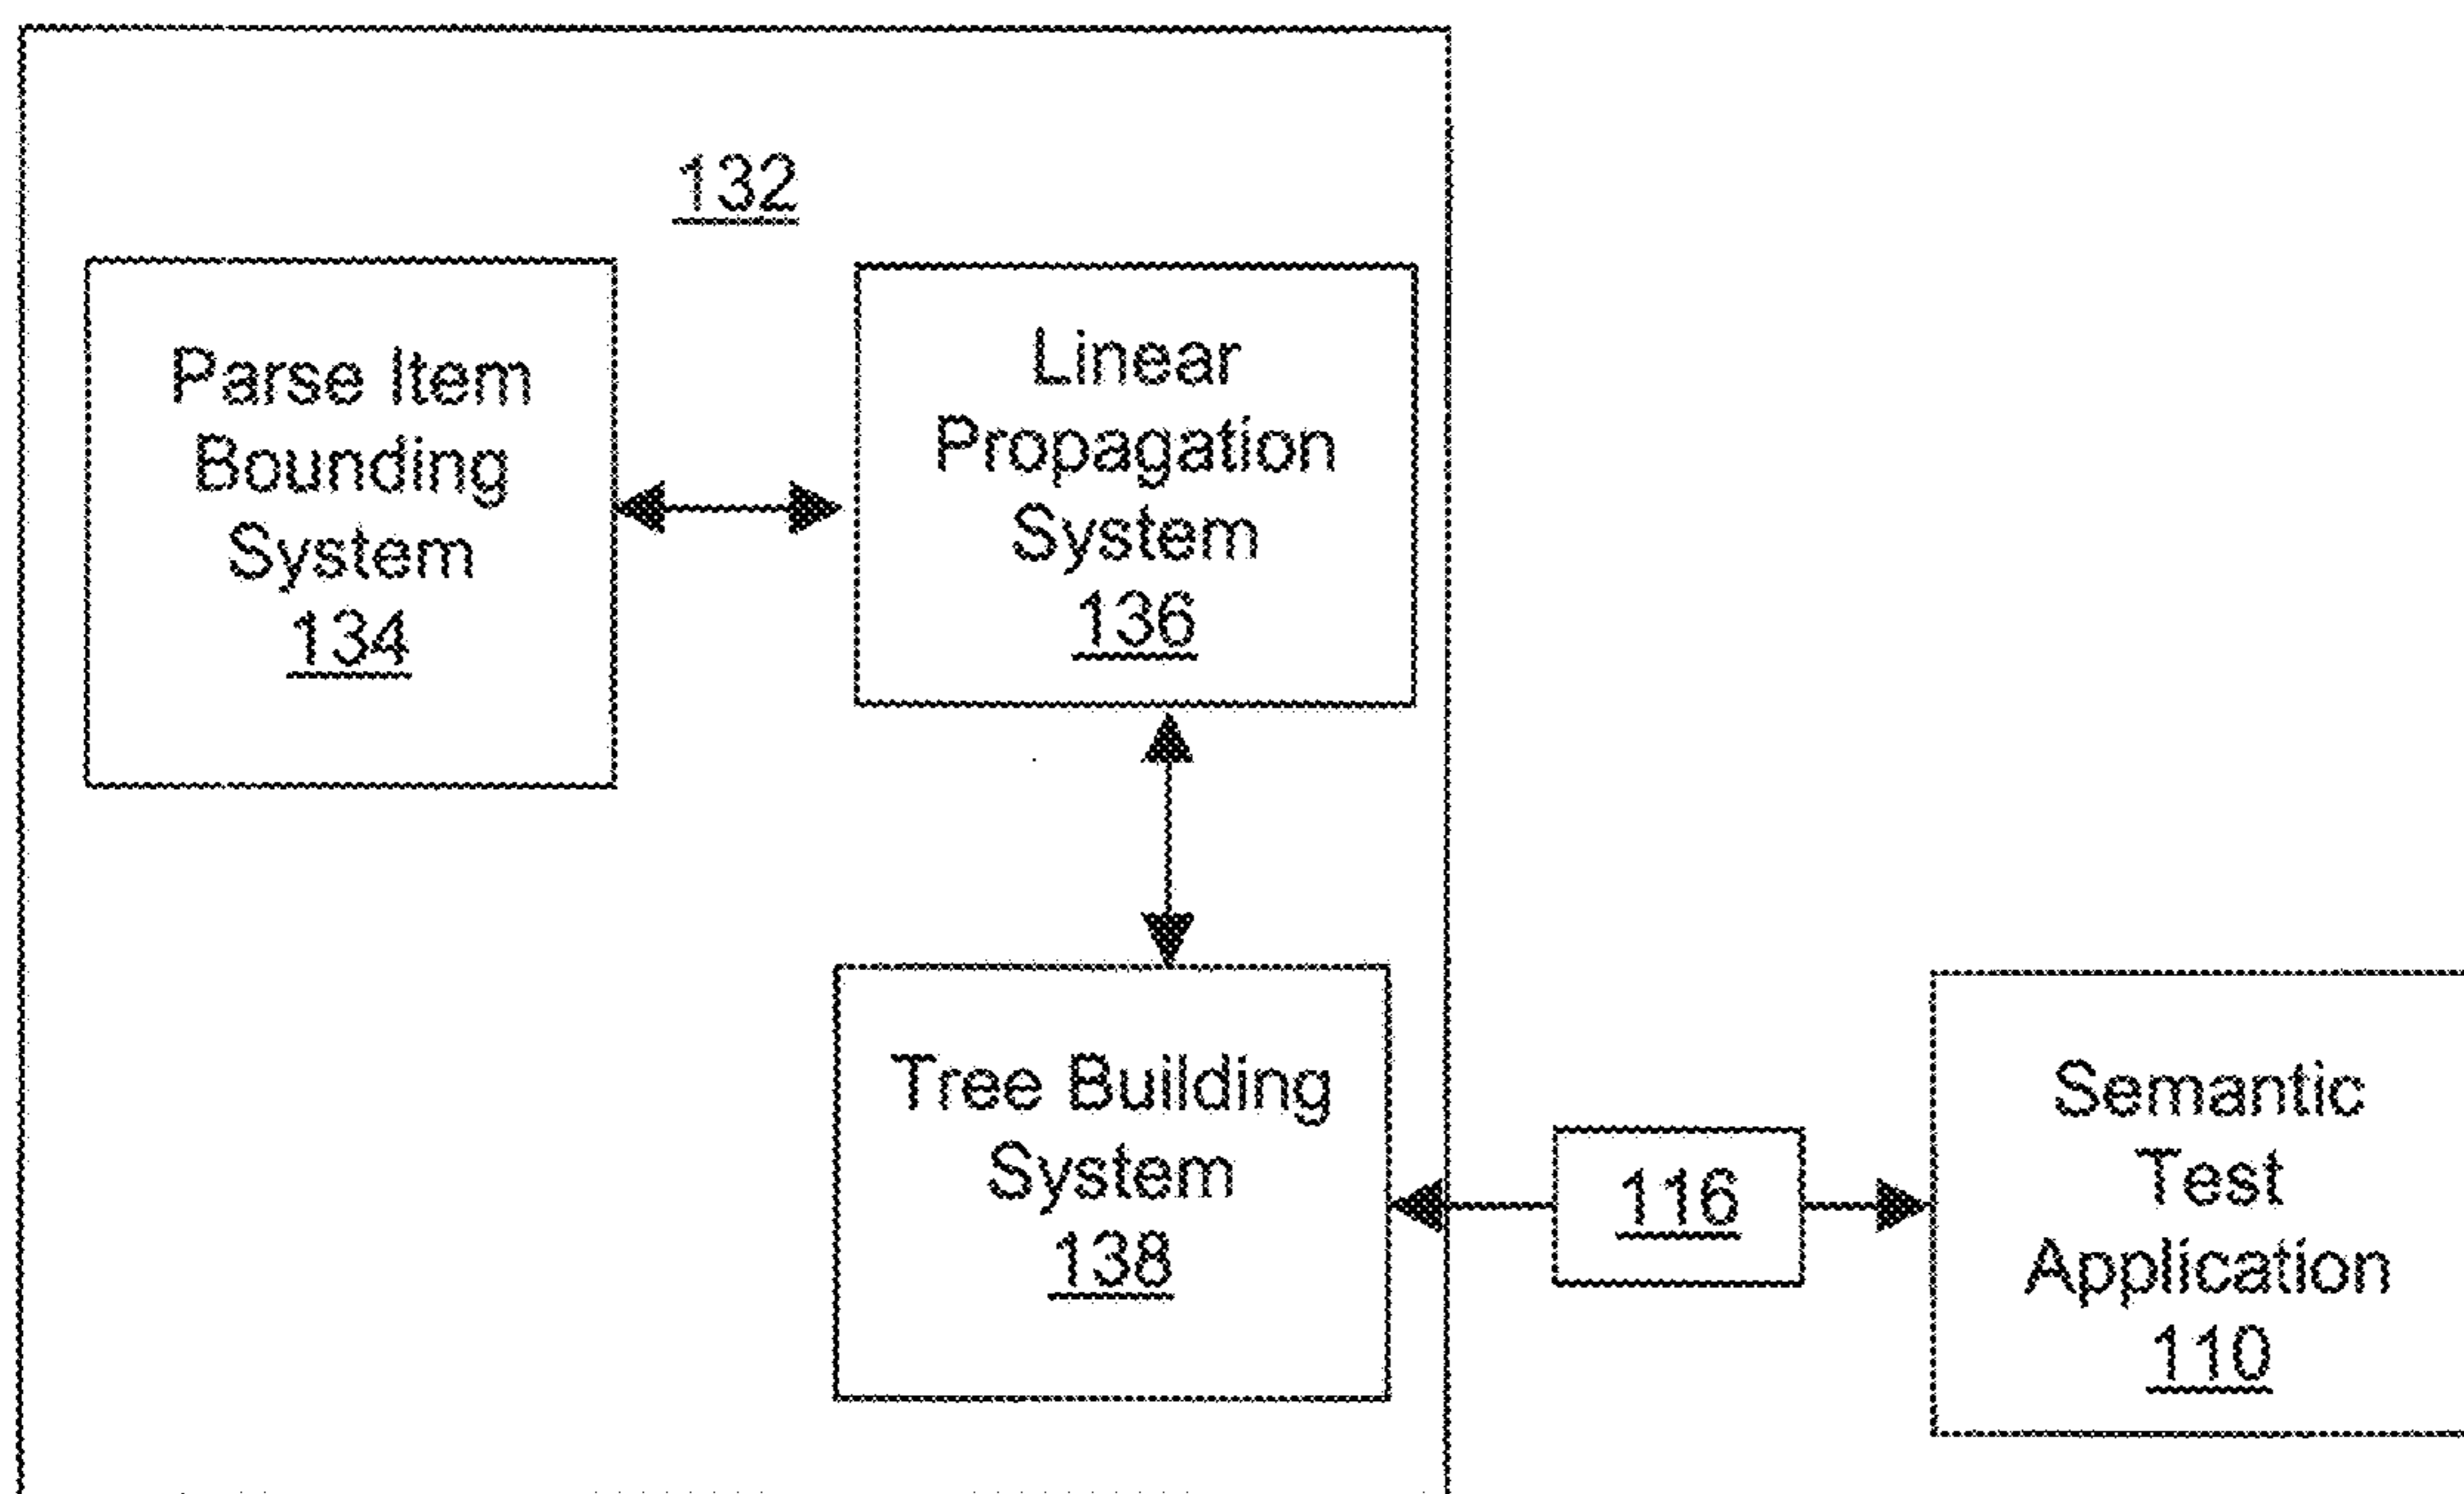 132
Parse Item
Bounding
System
134
Linear
Propagation
System
136
Tree Building
System
138
116
Semantic
Test
Application
110